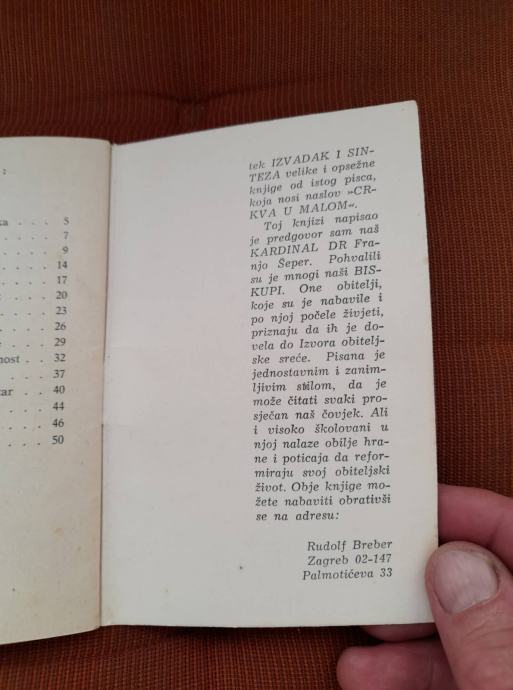 :
ka . . . 5
. . . 7
. . . 9
. . . 14
. . . 17
. . . 20
. . . 23
. . . 26
. . . 29
nost . . 32
. . . 37
tar . . 40
. . . 44
. . . 46
. . . 50
tek IZVADAK I SIN-
TEZA velike i opsežne
knjige od istog pisca,
koja nosi naslov »CR-
KVA U MALOM«.
Toj knjizi napisao
je predgovor sam naš
KARDINAL DR Fra-
njo Šeper. Pohvalili
su je mnogi naši BIS-
KUPI. One obitelji,
koje su je nabavile i
po njoj počele živjeti,
priznaju da ih je do-
vela do Izvora obitelj-
ske sreće. Pisana je
jednostavnim i zanim-
ljivim stilom, da je
može čitati svaki pro-
sječan naš čovjek. Ali
i visoko školovani u
njoj nalaze obilje hra-
ne i poticaja da refor-
miraju svoj obiteljski
život. Obje knjige mo-
žete nabaviti obrativši
se na adresu:
Rudolf Breber
Zagreb 02-147
Palmotićeva 33